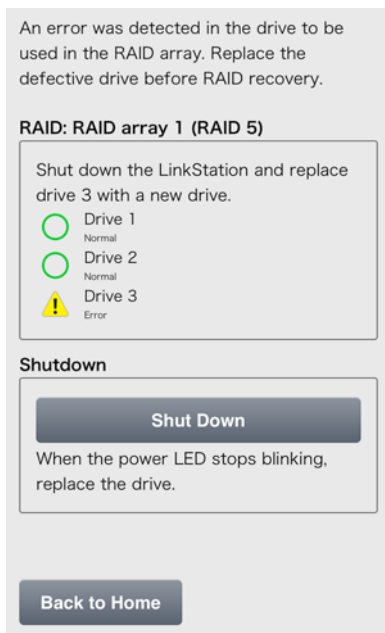 An error was detected in the drive to be
used in the RAID array. Replace the
defective drive before RAID recovery.
RAID: RAID array 1 (RAID 5)
Shut down the LinkStation and replace
drive 3 with a new drive.
Drive 1
Normal
Drive 2
Normal
Drive 3
Error
Shutdown
Shut Down
When the power LED stops blinking,
replace the drive.
Back to Home